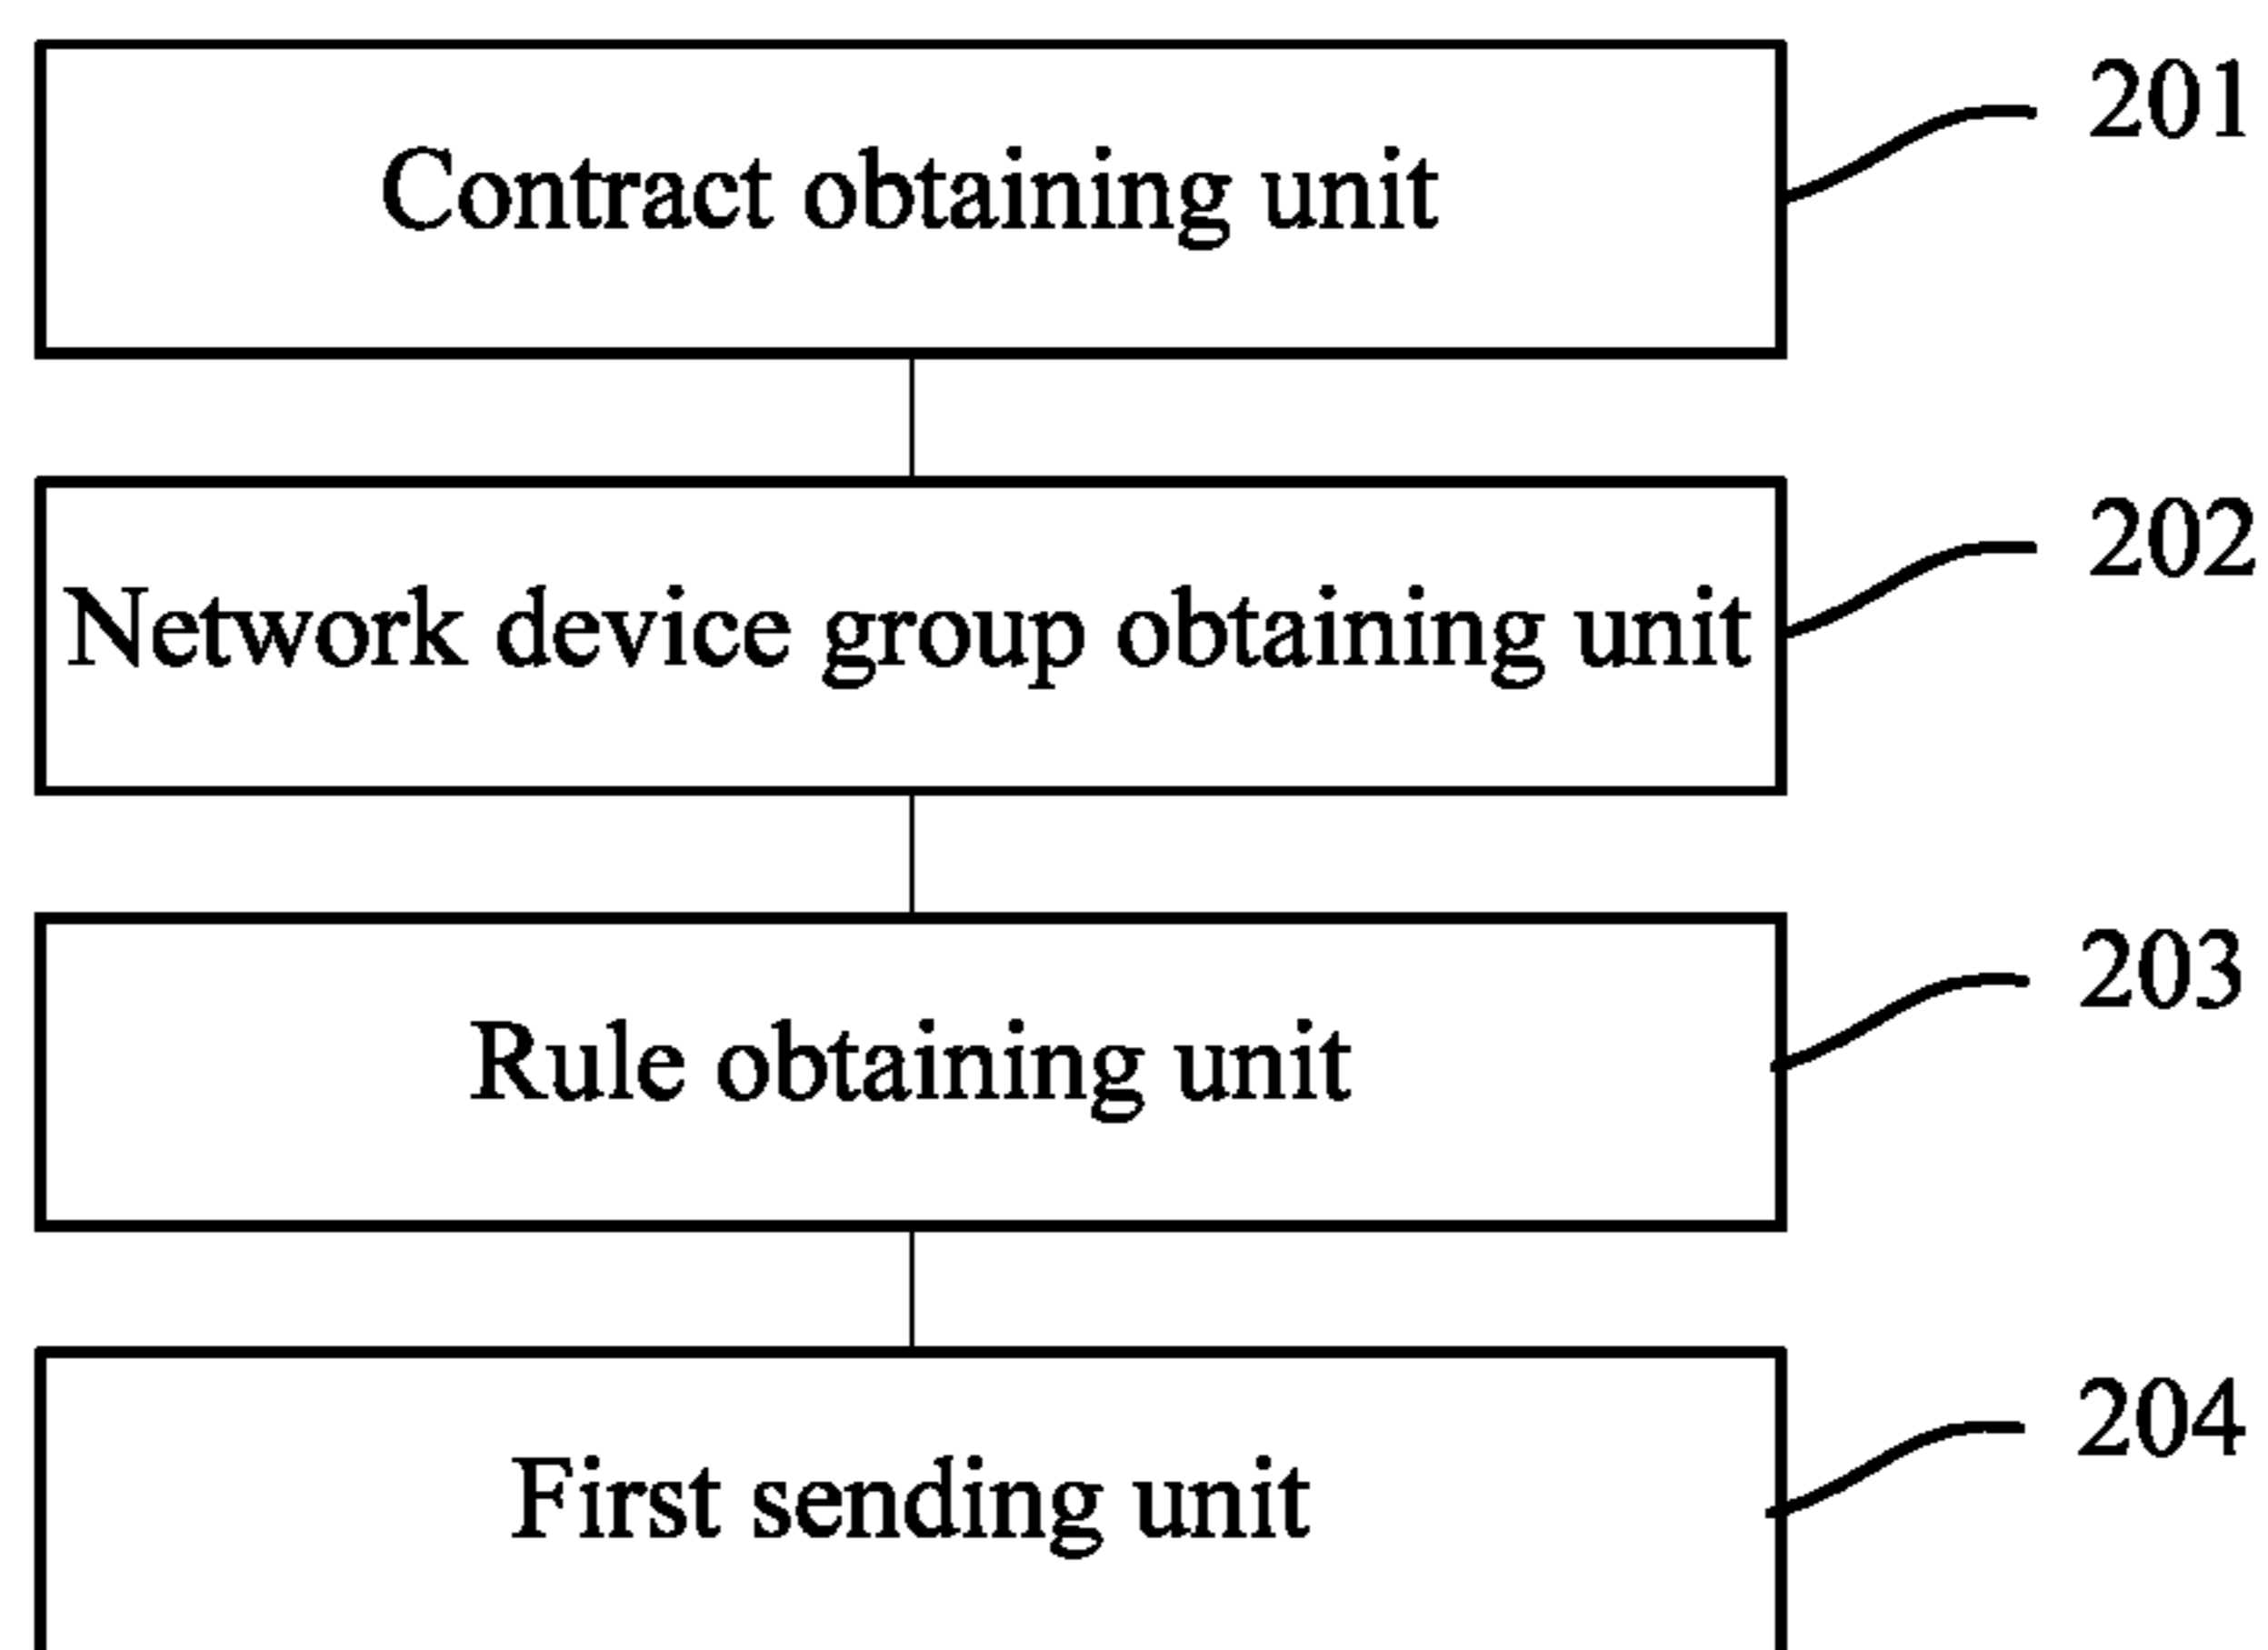 Contract obtaining unit
201
Network device group obtaining unit
202
Rule obtaining unit
203
First sending unit
204